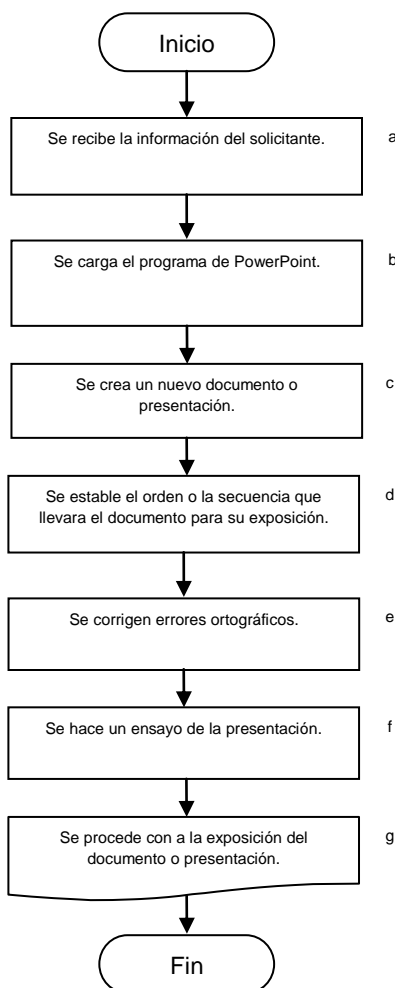 Inicio
Se recibe la información del solicitante.
a
Se carga el programa de PowerPoint.
b
Se crea un nuevo documento o
presentación.
c
Se estable el orden o la secuencia que
llevara el documento para su exposición.
d
Se corrigen errores ortográficos.
e
Se hace un ensayo de la presentación.
f
Se procede con a la exposición del
documento o presentación.
g
Fin